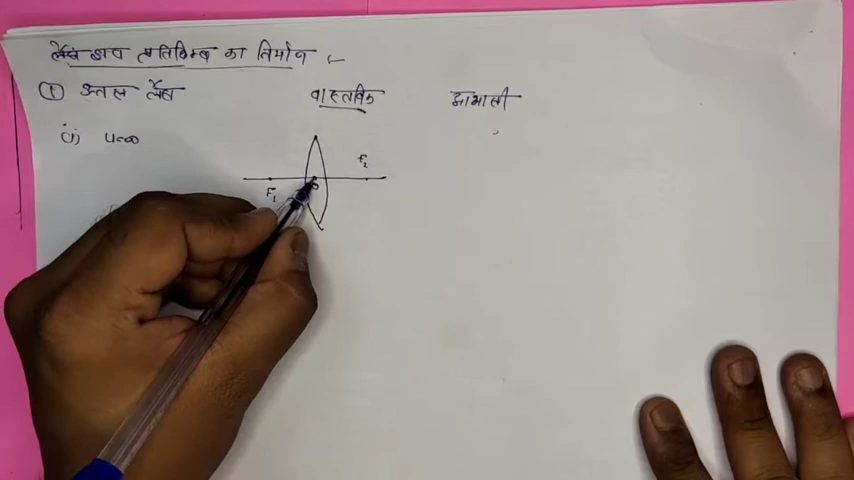 लेंस द्वारा प्रतिबिम्ब का निर्माण :-
① उत्तल लेंस वास्तविक आभासी
(i) u=∞
F₂
F₁